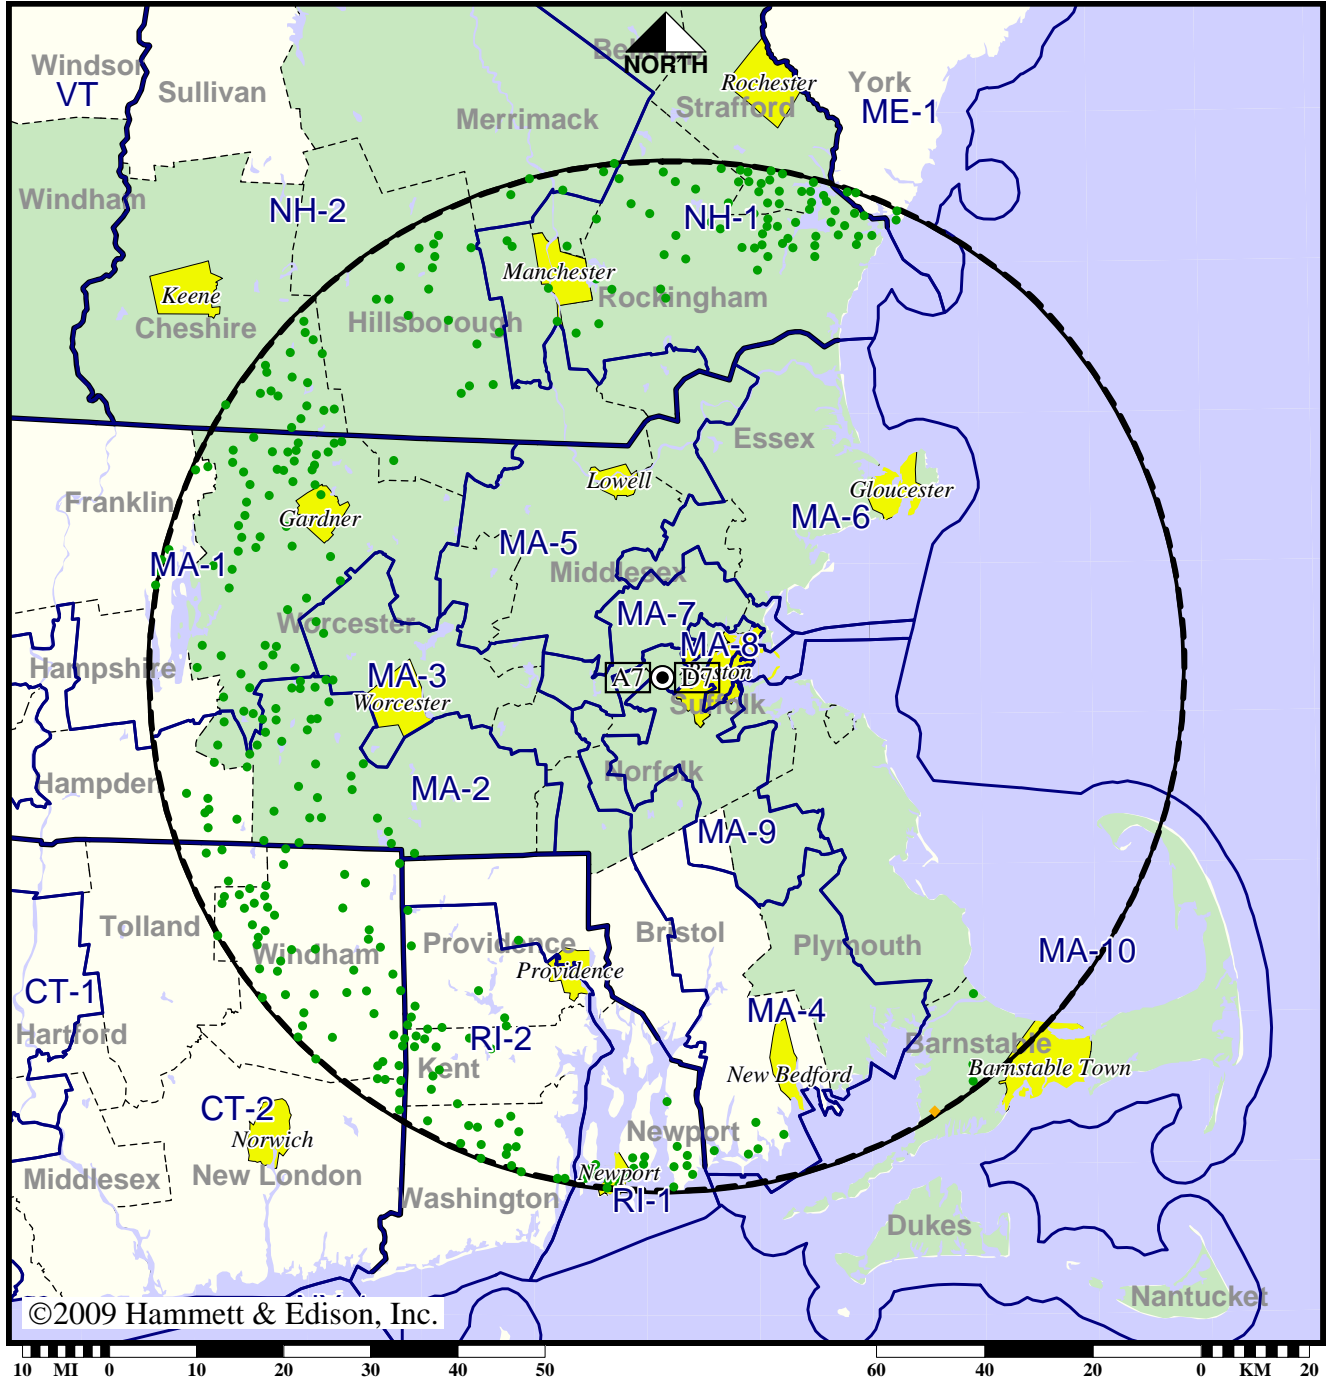 Windsor
VT
Sullivan
Merrimack
Belknap
NORTH
Rochester
Strafford
York
ME-1
Windham
NH-2
NH-1
Keene
Cheshire
Manchester
Rockingham
Hillsborough
Essex
Franklin
Gardner
Lowell
Gloucester
MA-6
MA-1
MA-5
Middlesex
MA-7
Worcester
MA-8
Hampshire
MA-3
Worcester
A7
D7
Boston
Suffolk
Hampden
MA-2
Norfolk
MA-9
Tolland
Windham
Providence
Bristol
Plymouth
MA-10
Providence
CT-1
Hartford
RI-2
MA-4
Barnstable
Kent
New Bedford
Barnstable Town
CT-2
Norwich
Newport
Middlesex
New London
Washington
Newport
RI-1
Dukes
Nantucket
©2009 Hammett & Edison, Inc.
10 MI 0 10 20 30 40 50 60 40 20 0 KM 20